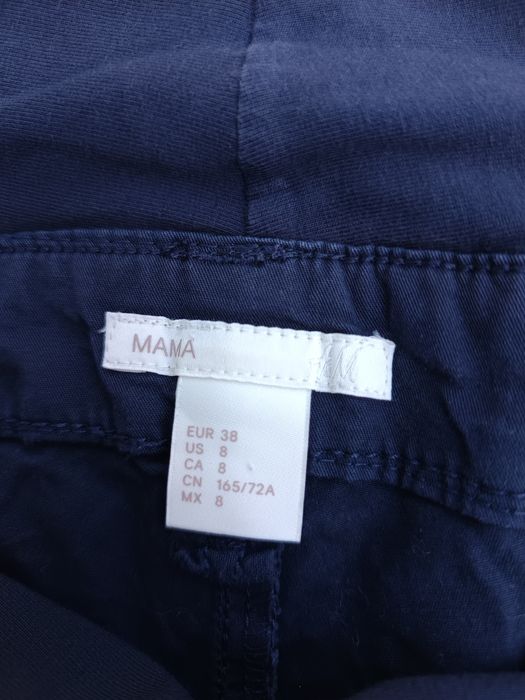 MAMA H&M
EUR 38
US 8
CA 8
CN 165/72A
MX 8